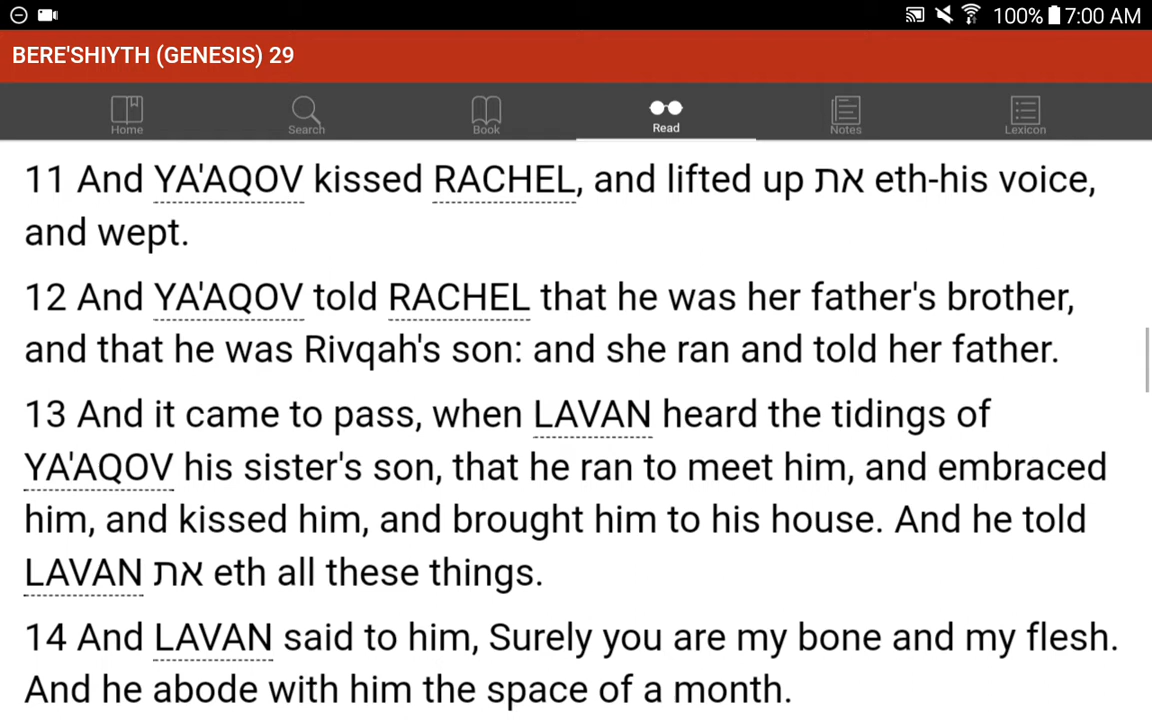 100% 7:00 AM
BERE'SHIYTH (GENESIS) 29
Home Search Book Read Notes Lexicon
11 And YA'AQOV kissed RACHEL, and lifted up את eth-his voice,
and wept.
12 And YA'AQOV told RACHEL that he was her father's brother,
and that he was Rivqah's son: and she ran and told her father.
13 And it came to pass, when LAVAN heard the tidings of
YA'AQOV his sister's son, that he ran to meet him, and embraced
him, and kissed him, and brought him to his house. And he told
LAVAN את eth all these things.
14 And LAVAN said to him, Surely you are my bone and my flesh.
And he abode with him the space of a month.